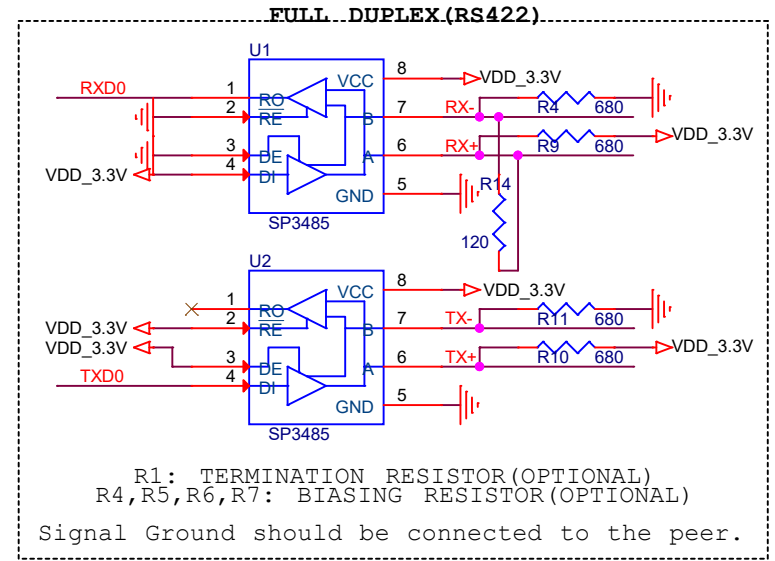 FULL DUPLEX(RS422)
U1
RXD0
1
RO
VCC
8
VDD_3.3V
2
RE
B
7
RX-
R4
680
3
DE
A
6
RX+
R9
680
VDD_3.3V
VDD_3.3V
4
DI
GND
5
R14
SP3485
120
U2
1
RO
VCC
8
VDD_3.3V
VDD_3.3V
2
RE
B
7
TX-
R11
680
VDD_3.3V
3
DE
A
6
TX+
R10
680
VDD_3.3V
TXD0
4
DI
GND
5
SP3485
R1: TERMINATION RESISTOR(OPTIONAL)
R4,R5,R6,R7: BIASING RESISTOR(OPTIONAL)
Signal Ground should be connected to the peer.